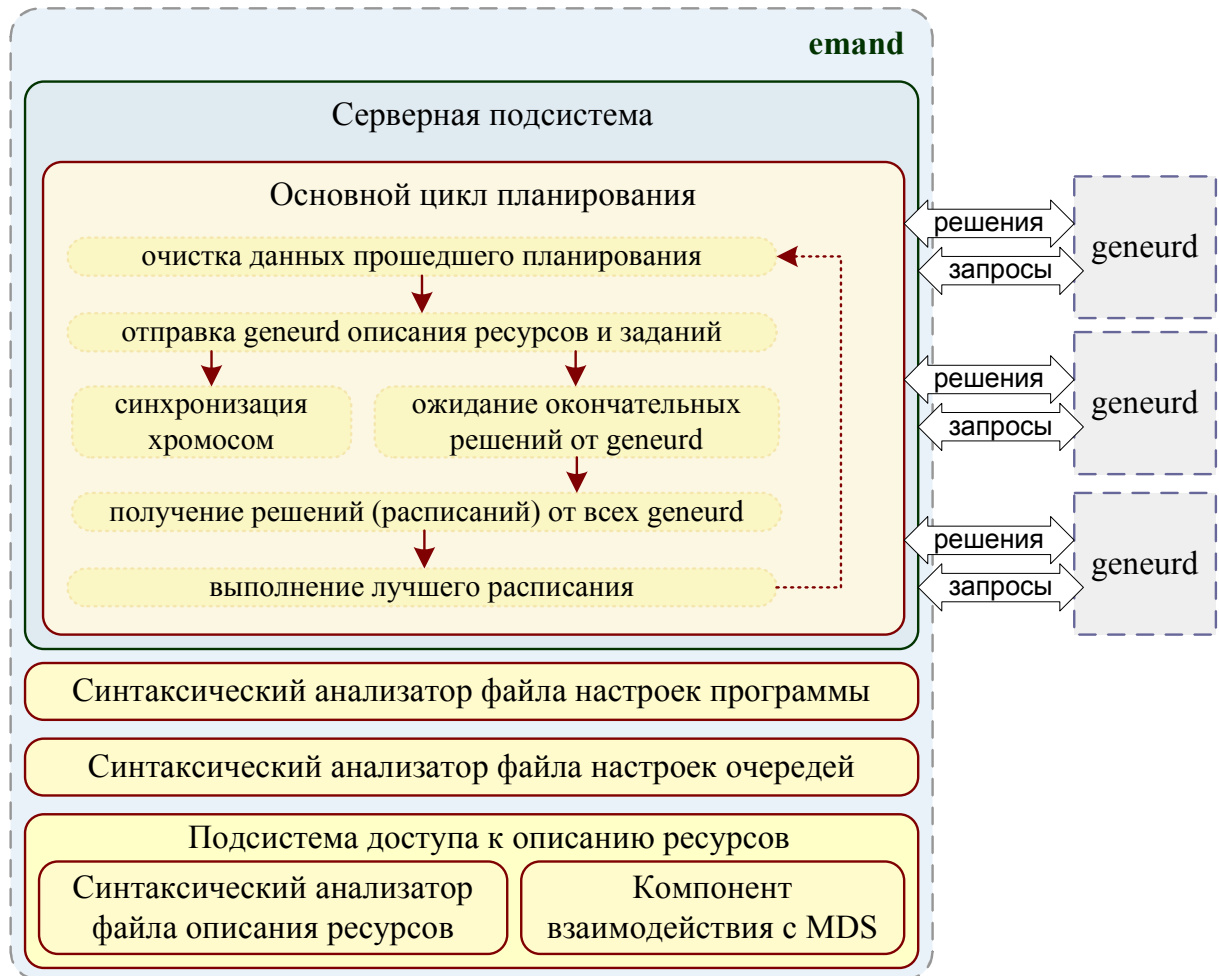 emand
Серверная подсистема
Основной цикл планирования
очистка данных прошедшего планирования
отправка geneurd описания ресурсов и заданий
синхронизация
хромосом
ожидание окончательных
решений от geneurd
получение решений (расписаний) от всех geneurd
выполнение лучшего расписания
решения
запросы
geneurd
решения
запросы
geneurd
решения
запросы
geneurd
Синтаксический анализатор файла настроек программы
Синтаксический анализатор файла настроек очередей
Подсистема доступа к описанию ресурсов
Синтаксический анализатор
файла описания ресурсов
Компонент
взаимодействия с MDS